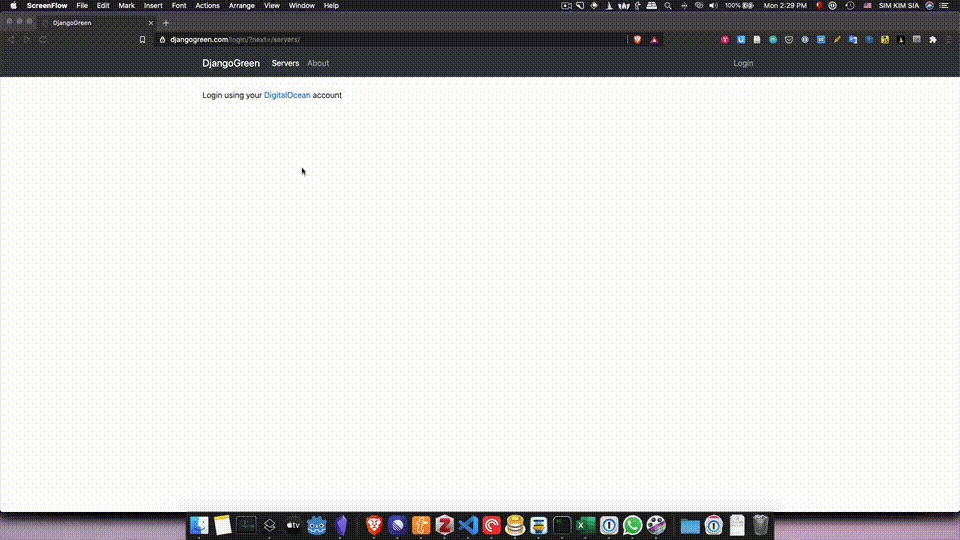 ScreenFlow File Edit Mark Insert Font Actions Arrange View Window Help 100% Mon 2:29 PM SIM KIM SIA
DjangoGreen
djangogreen.com/login/?next=/servers/
DjangoGreen Servers About Login
Login using your DigitalOcean account
tv